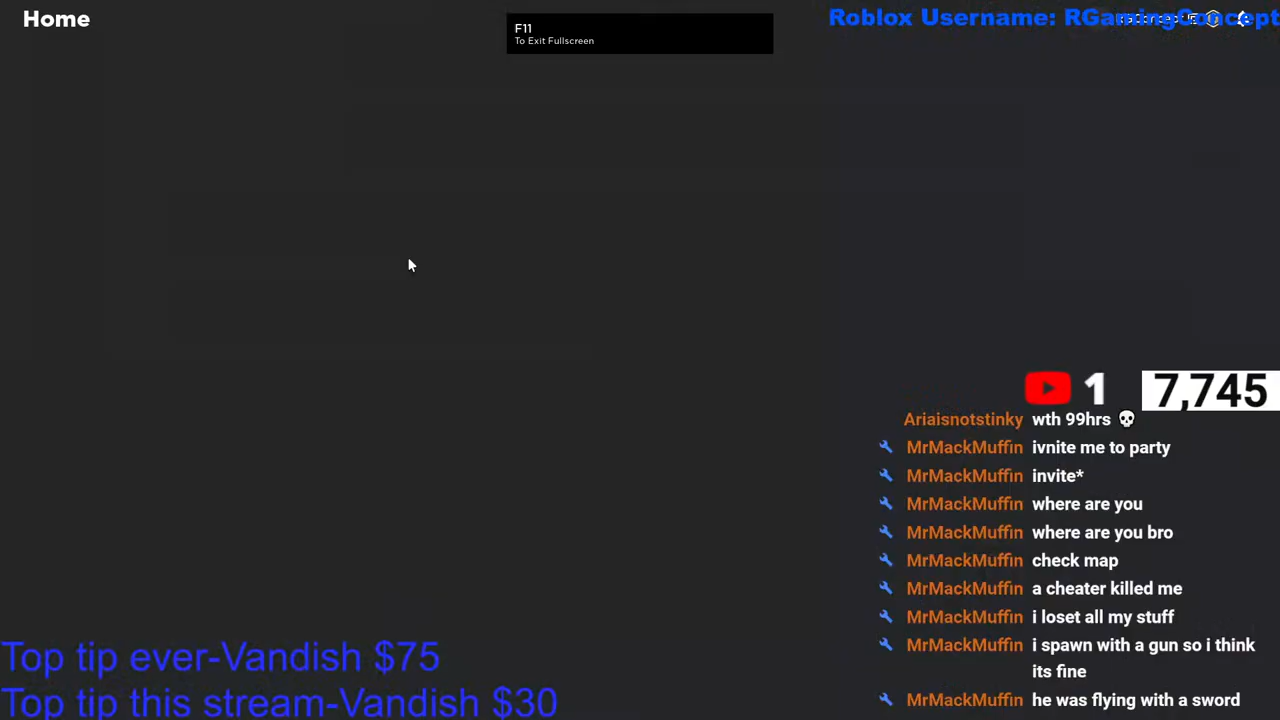 Home
F11
To Exit Fullscreen
Roblox Username: RGamingConcept
1
7,745
Ariaisnotstinky wth 99hrs 💀
MrMackMuffin ivnite me to party
MrMackMuffin invite*
MrMackMuffin where are you
MrMackMuffin where are you bro
MrMackMuffin check map
MrMackMuffin a cheater killed me
MrMackMuffin i loset all my stuff
MrMackMuffin i spawn with a gun so i think
its fine
MrMackMuffin he was flying with a sword
Top tip ever-Vandish $75
Top tip this stream-Vandish $30